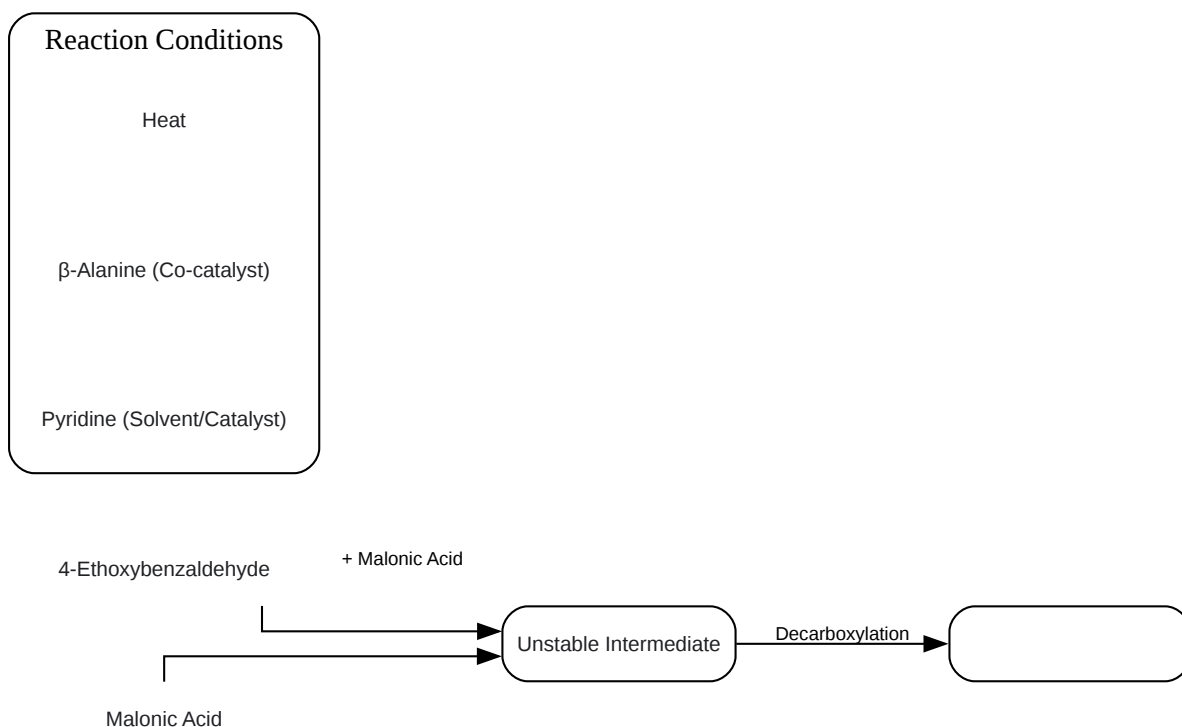 Reaction Conditions
Heat
β-Alanine (Co-catalyst)
Pyridine (Solvent/Catalyst)
+ Malonic Acid
4-Ethoxybenzaldehyde
Decarboxylation
Unstable Intermediate
Malonic Acid